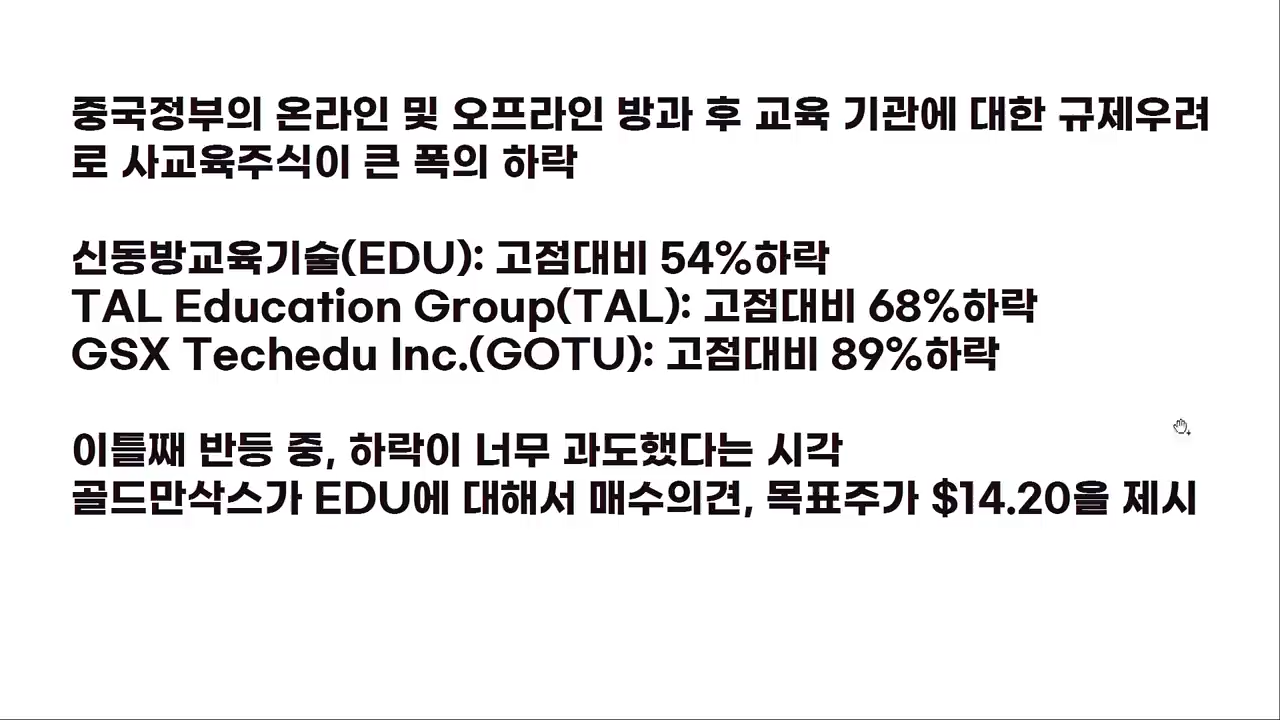 중국정부의 온라인 및 오프라인 방과 후 교육 기관에 대한 규제우려
로 사교육주식이 큰 폭의 하락
신동방교육기술(EDU): 고점대비 54%하락
TAL Education Group(TAL): 고점대비 68%하락
GSX Techedu Inc.(GOTU): 고점대비 89%하락
이틀째 반등 중, 하락이 너무 과도했다는 시각
골드만삭스가 EDU에 대해서 매수의견, 목표주가 $14.20을 제시